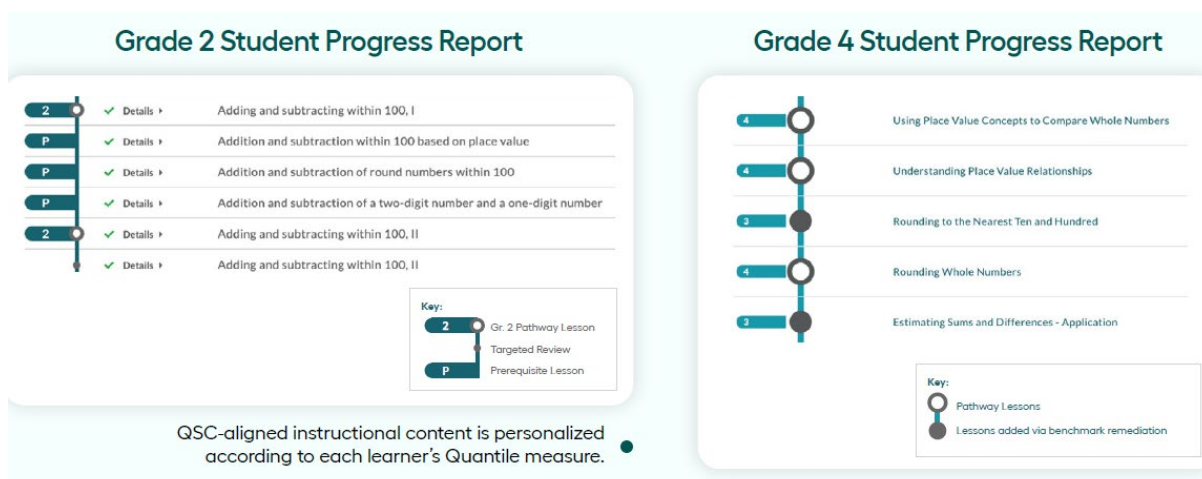 Grade 2 Student Progress Report
2 Details Adding and subtracting within 100, I
P Details Addition and subtraction within 100 based on place value
P Details Addition and subtraction of round numbers within 100
P Details Addition and subtraction of a two-digit number and a one-digit number
2 Details Adding and subtracting within 100, II
Details Adding and subtracting within 100, II
Key:
2 Gr. 2 Pathway Lesson
Targeted Review
P Prerequisite Lesson
QSC-aligned instructional content is personalized
according to each learner's Quantile measure.
Grade 4 Student Progress Report
4 Using Place Value Concepts to Compare Whole Numbers
4 Understanding Place Value Relationships
3 Rounding to the Nearest Ten and Hundred
4 Rounding Whole Numbers
3 Estimating Sums and Differences - Application
Key:
Pathway Lessons
Lessons added via benchmark remediation